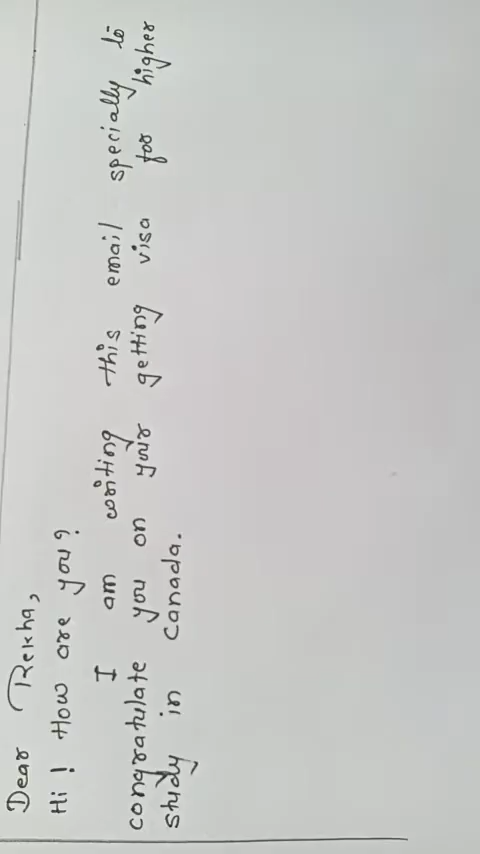 Dear Rekha,
Hi! How are you?
I am writing this email specially to
congratulate you on your getting visa for higher
study in Canada.